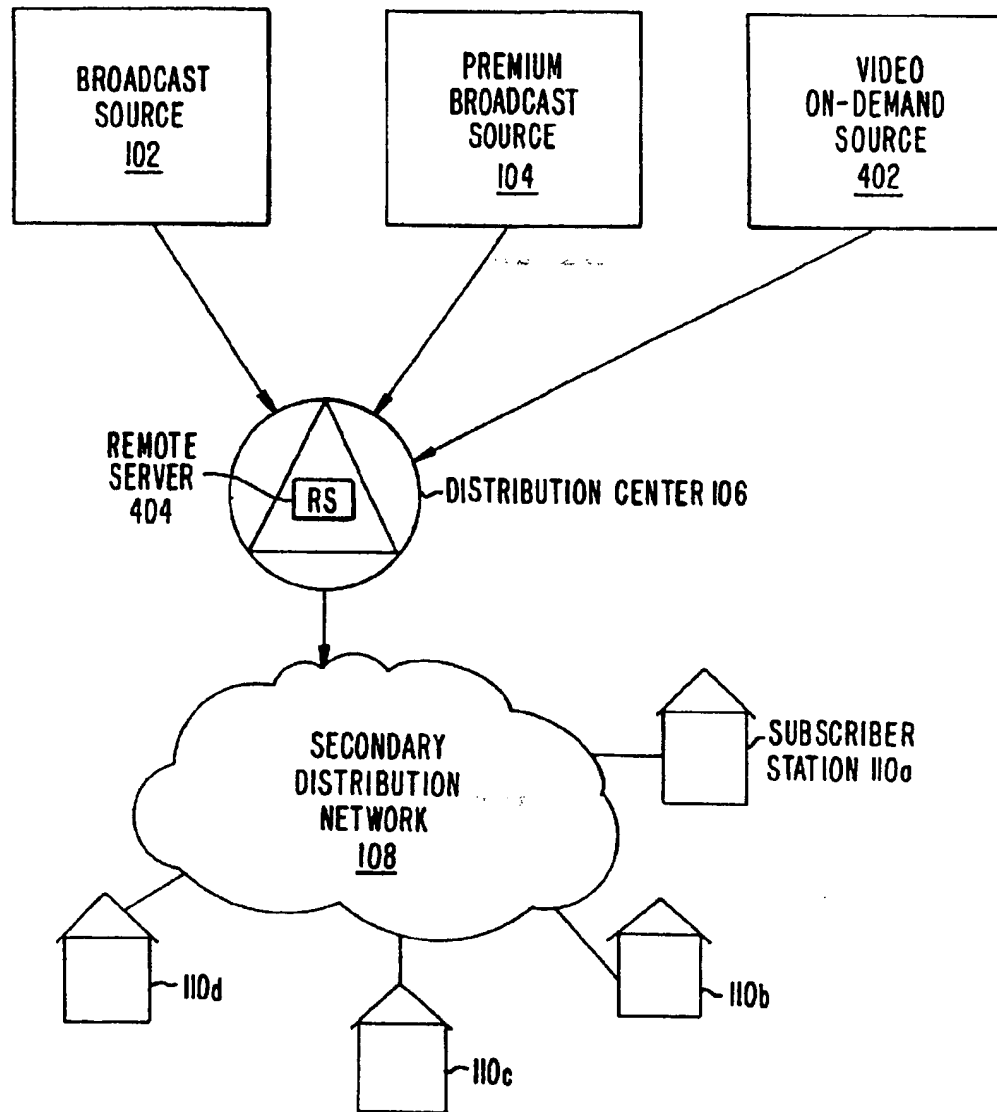 BROADCAST
SOURCE
102
PREMIUM
BROADCAST
SOURCE
104
VIDEO
ON-DEMAND
SOURCE
402
REMOTE
SERVER
404
RS
DISTRIBUTION CENTER 106
SECONDARY
DISTRIBUTION
NETWORK
108
SUBSCRIBER
STATION 110a
110d
110c
110b